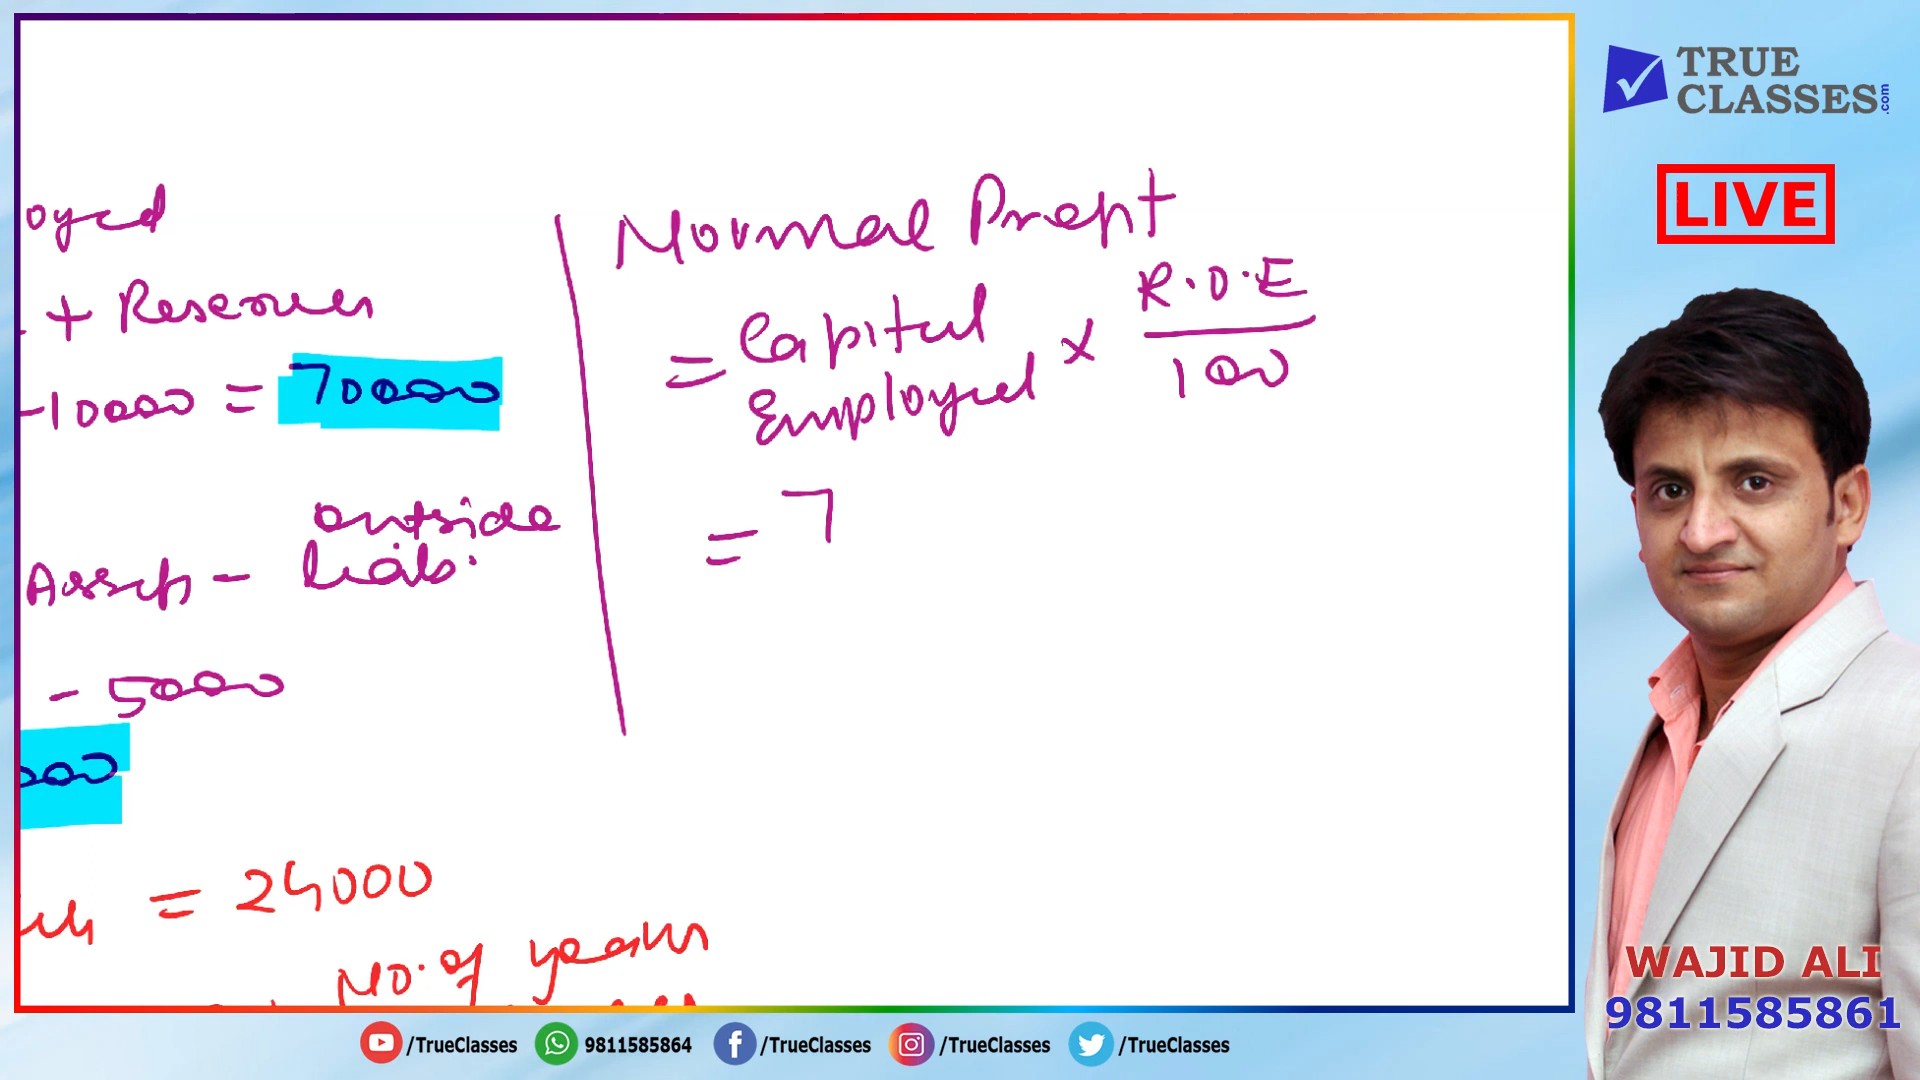 oyed
+ Reserves
-10000 = 70000
outside
Assets - Liab.
- 5000
000
= 24000
No. of years
Normal Profit
= Capital Employed × R.O.E / 100
= 7
TRUE
CLASSES.com
LIVE
WAJID ALI
9811585861
/TrueClasses 9811585864 /TrueClasses /TrueClasses /TrueClasses